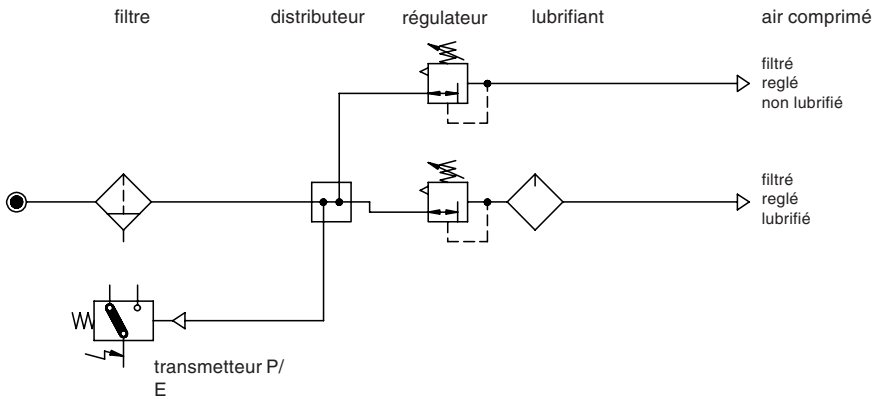 filtre
distributeur
régulateur
lubrifiant
air comprimé
filtré
reglé
non lubrifié
filtré
reglé
lubrifié
transmetteur P/
E